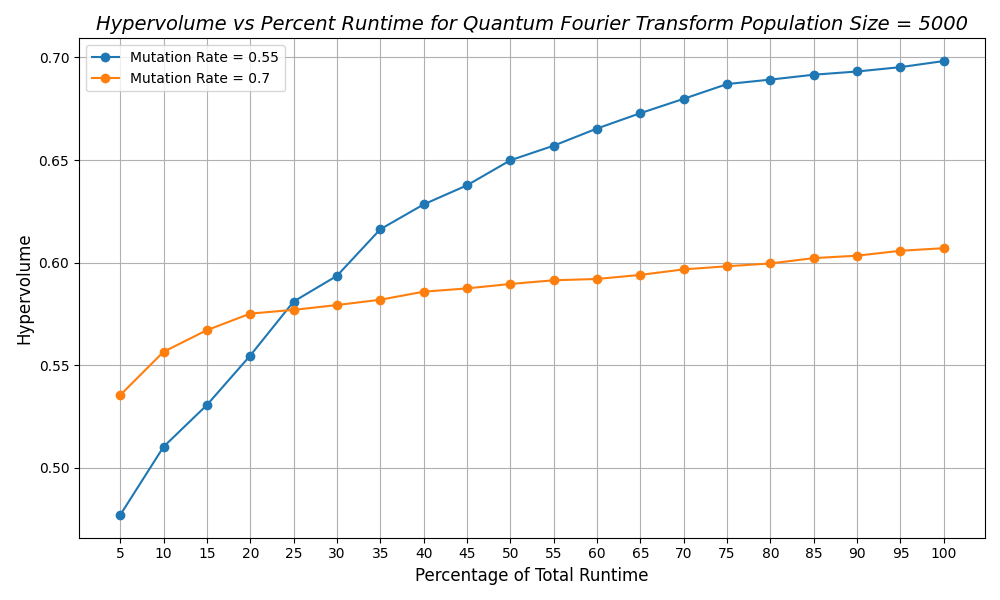 Hypervolume vs Percent Runtime for Quantum Fourier Transform Population Size = 5000
Mutation Rate = 0.55
Mutation Rate = 0.7
Hypervolume
0.70
0.65
0.60
0.55
0.50
5 10 15 20 25 30 35 40 45 50 55 60 65 70 75 80 85 90 95 100
Percentage of Total Runtime